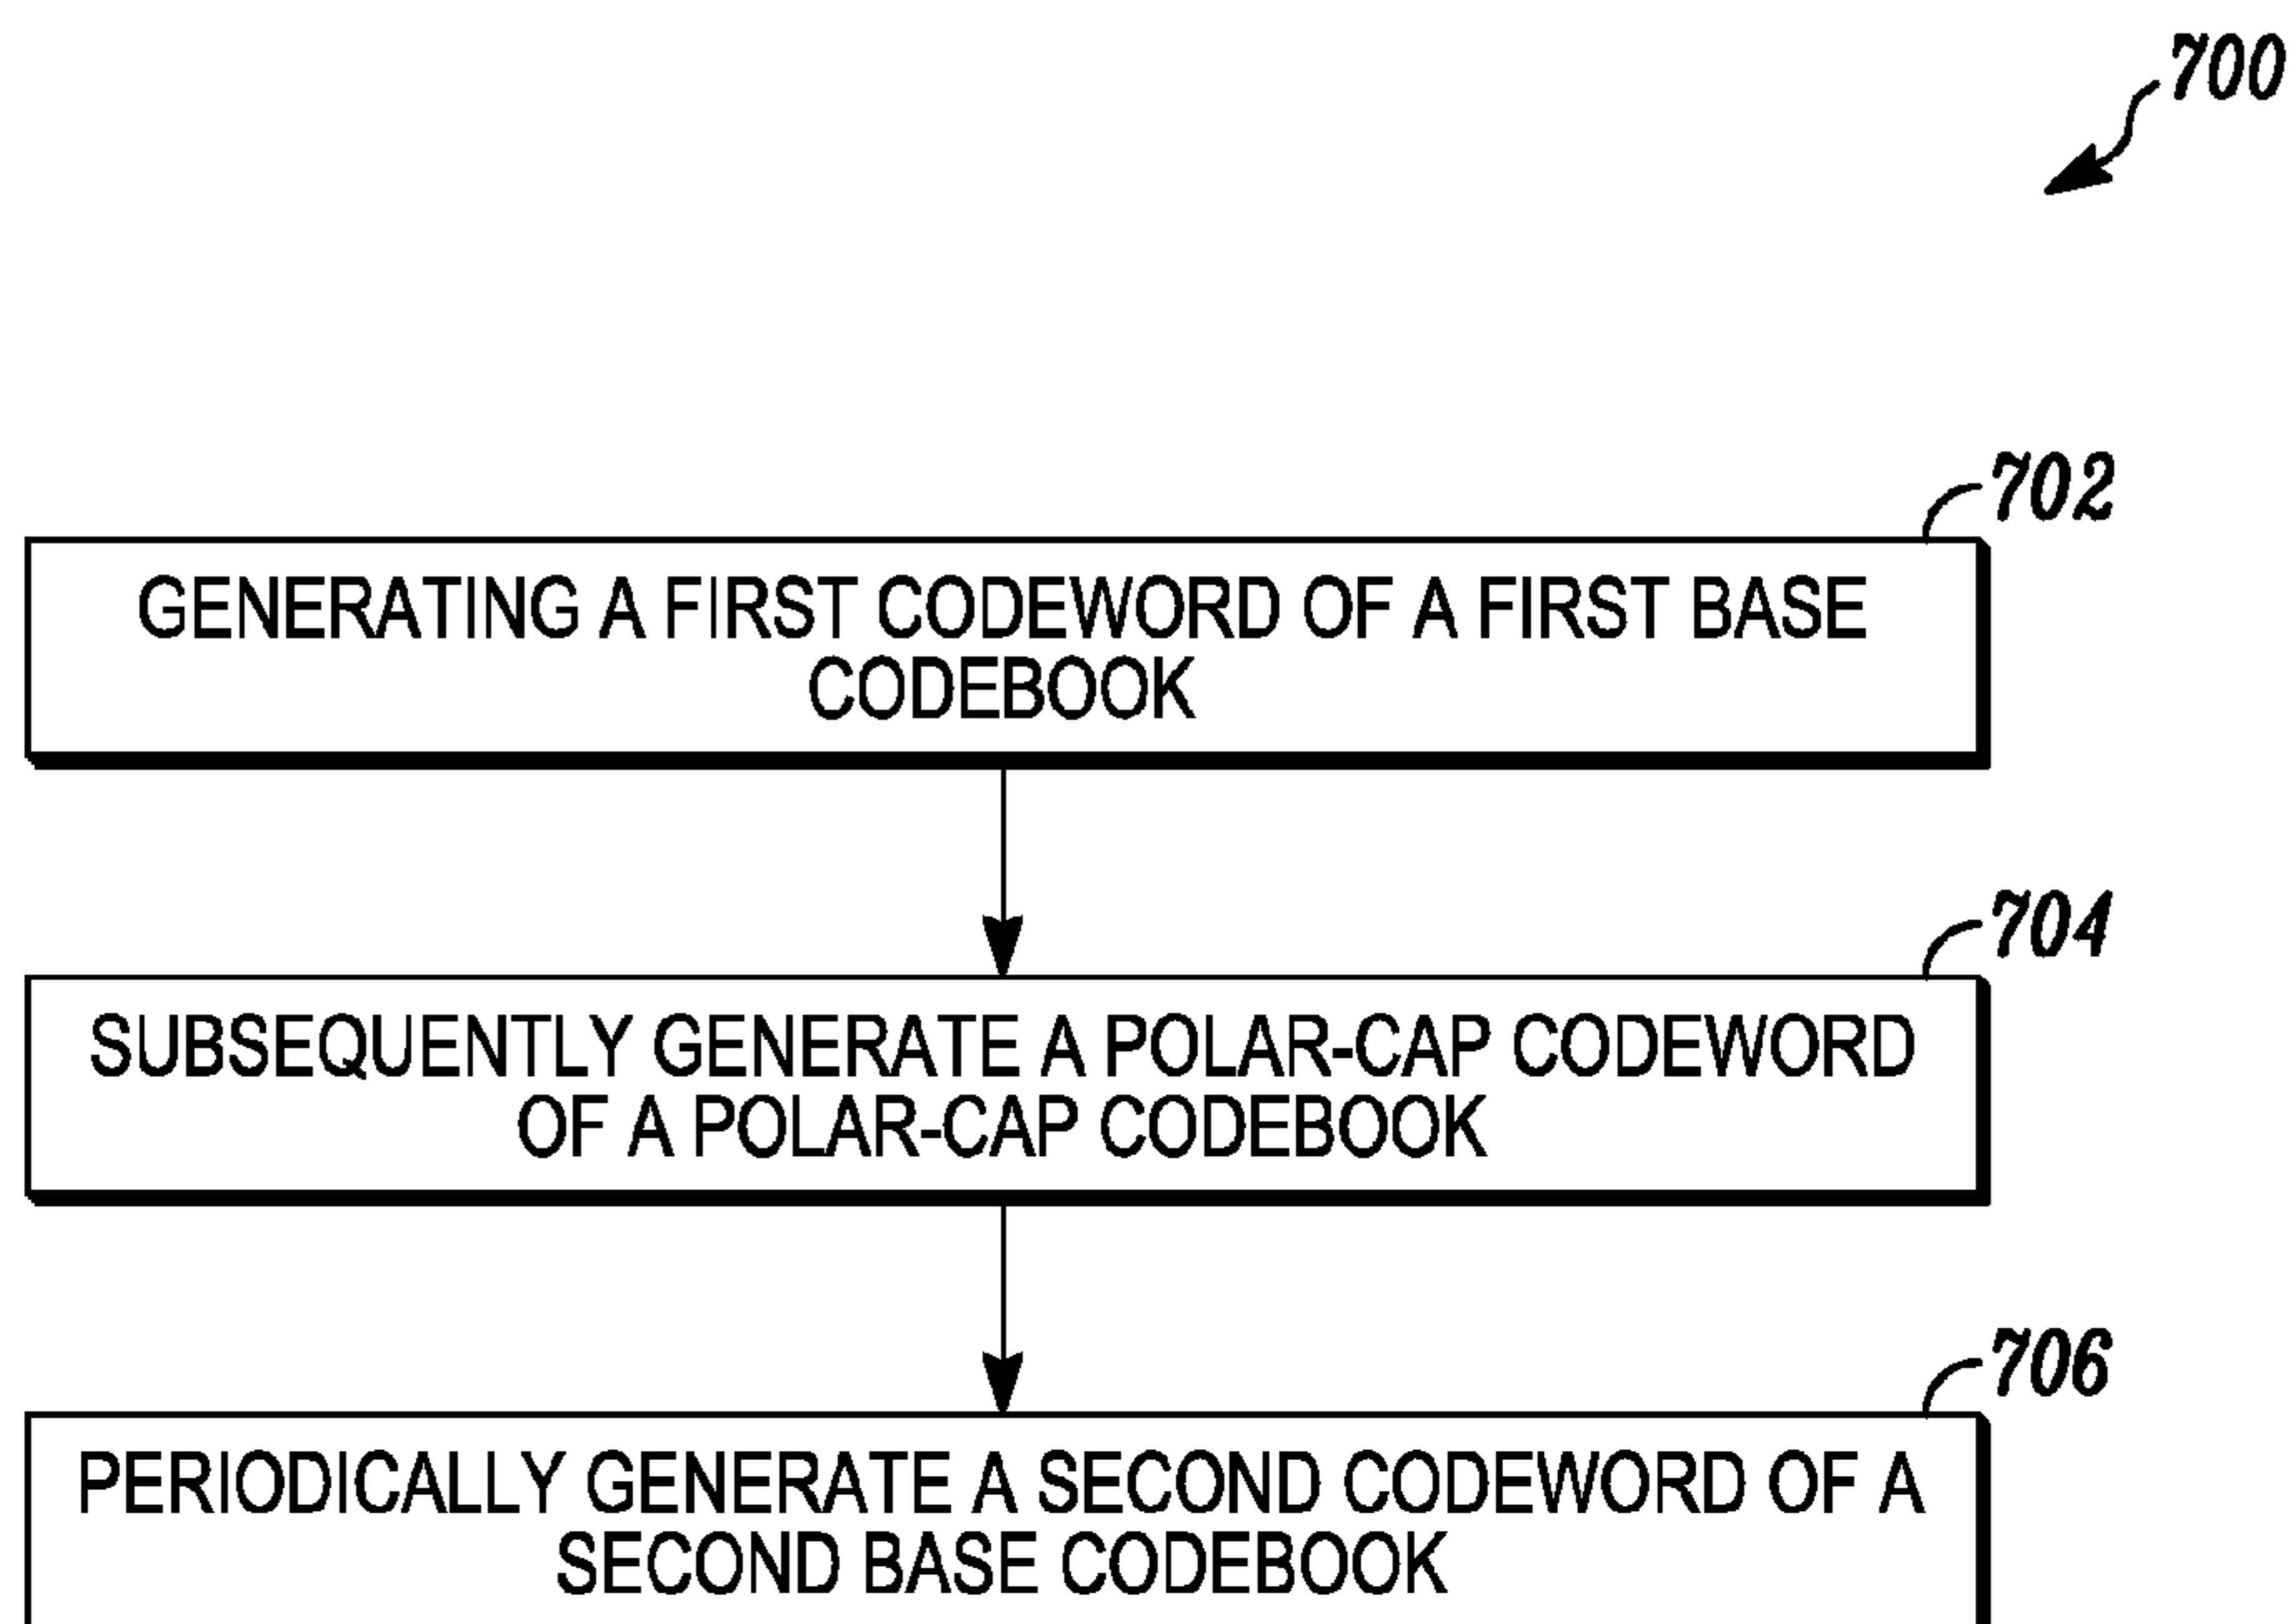 700
702
GENERATING A FIRST CODEWORD OF A FIRST BASE
CODEBOOK
704
SUBSEQUENTLY GENERATE A POLAR-CAP CODEWORD
OF A POLAR-CAP CODEBOOK
706
PERIODICALLY GENERATE A SECOND CODEWORD OF A
SECOND BASE CODEBOOK